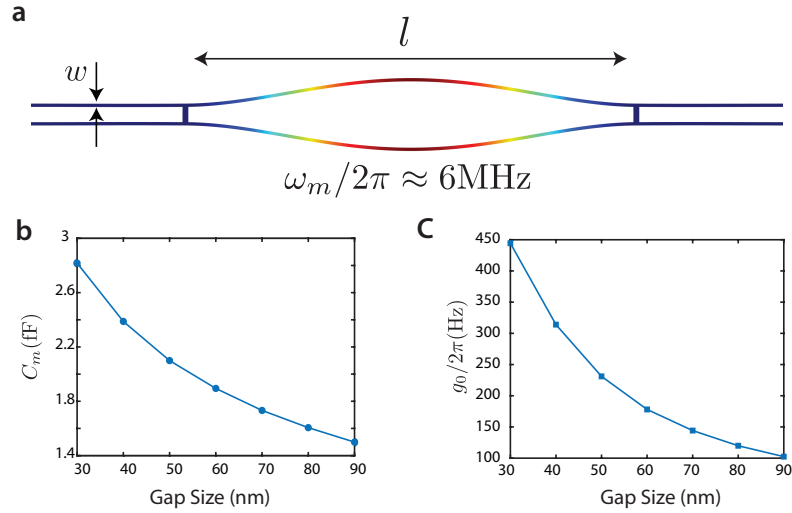 a
l
w
ω_m/2π ≈ 6MHz
b
C_m(fF)
3
2.6
2.2
1.8
1.4
30 40 50 60 70 80 90
Gap Size (nm)
C
g_0/2π(Hz)
450
400
350
300
250
200
150
100
30 40 50 60 70 80 90
Gap Size (nm)